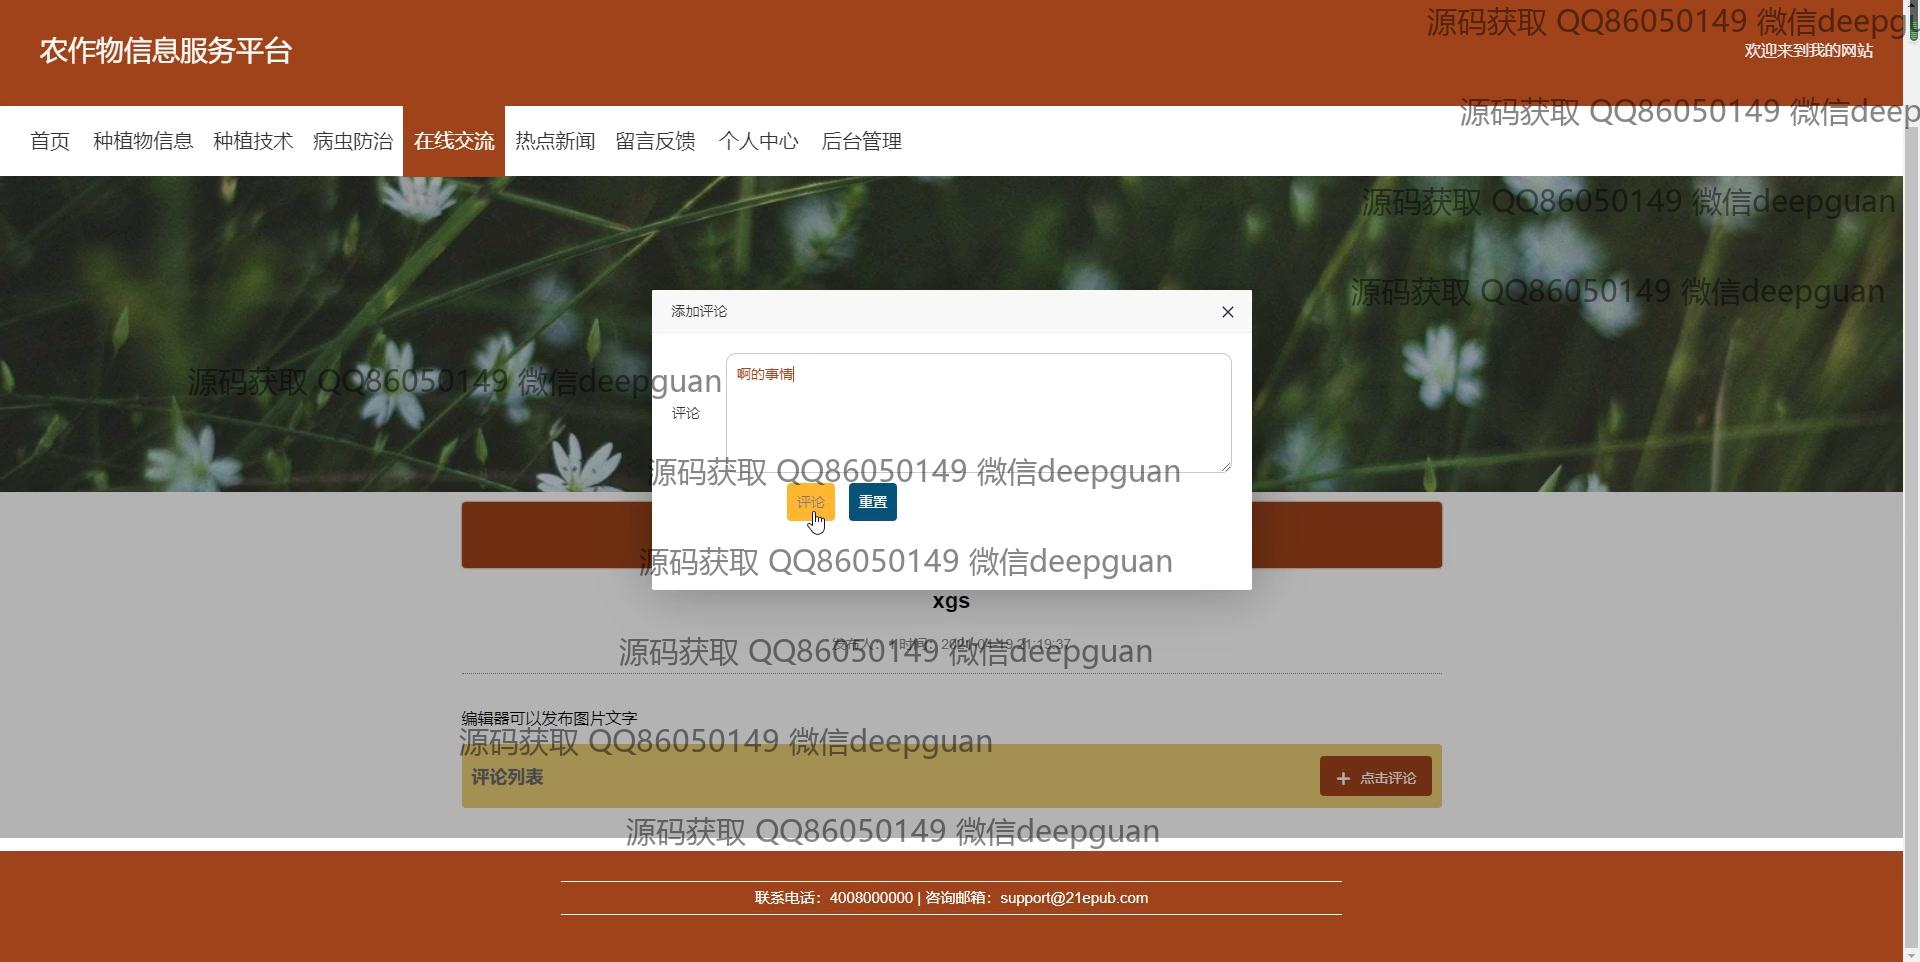 源码获取 QQ86050149 微信deepgu
农作物信息服务平台
欢迎来到我的网站
源码获取 QQ86050149 微信deep
首页 种植物信息 种植技术 病虫防治 在线交流 热点新闻 留言反馈 个人中心 后台管理
源码获取 QQ86050149 微信deepguan
源码获取 QQ86050149 微信deepguan
添加评论
啊的事情
源码获取 QQ86050149 微信deepguan
评论
源码获取 QQ86050149 微信deepguan
评论 重置
源码获取 QQ86050149 微信deepguan
xgs
发布人: 1 时间: 2021-04-19 21:19:37
源码获取 QQ86050149 微信deepguan
编辑器可以发布图片文字
源码获取 QQ86050149 微信deepguan
评论列表 点击评论
源码获取 QQ86050149 微信deepguan
联系电话：4008000000 | 咨询邮箱：support@21epub.com